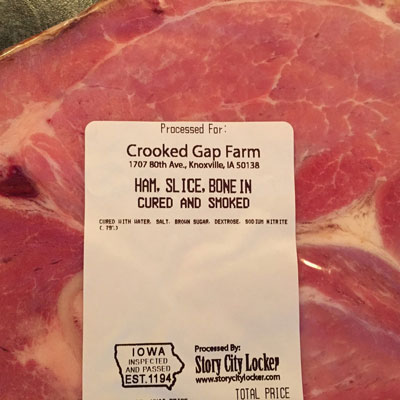 Processed For:
Crooked Gap Farm
1707 80th Ave., Knoxville, IA 50138
HAM, SLICE, BONE IN
CURED AND SMOKED
CURED WITH WATER, SALT, BROWN SUGAR, DEXTROSE, SODIUM NITRITE
(.79%)
IOWA
INSPECTED
AND PASSED
EST.1194
Processed By:
Story City Locker
www.storycitylocker.com
TOTAL PRICE